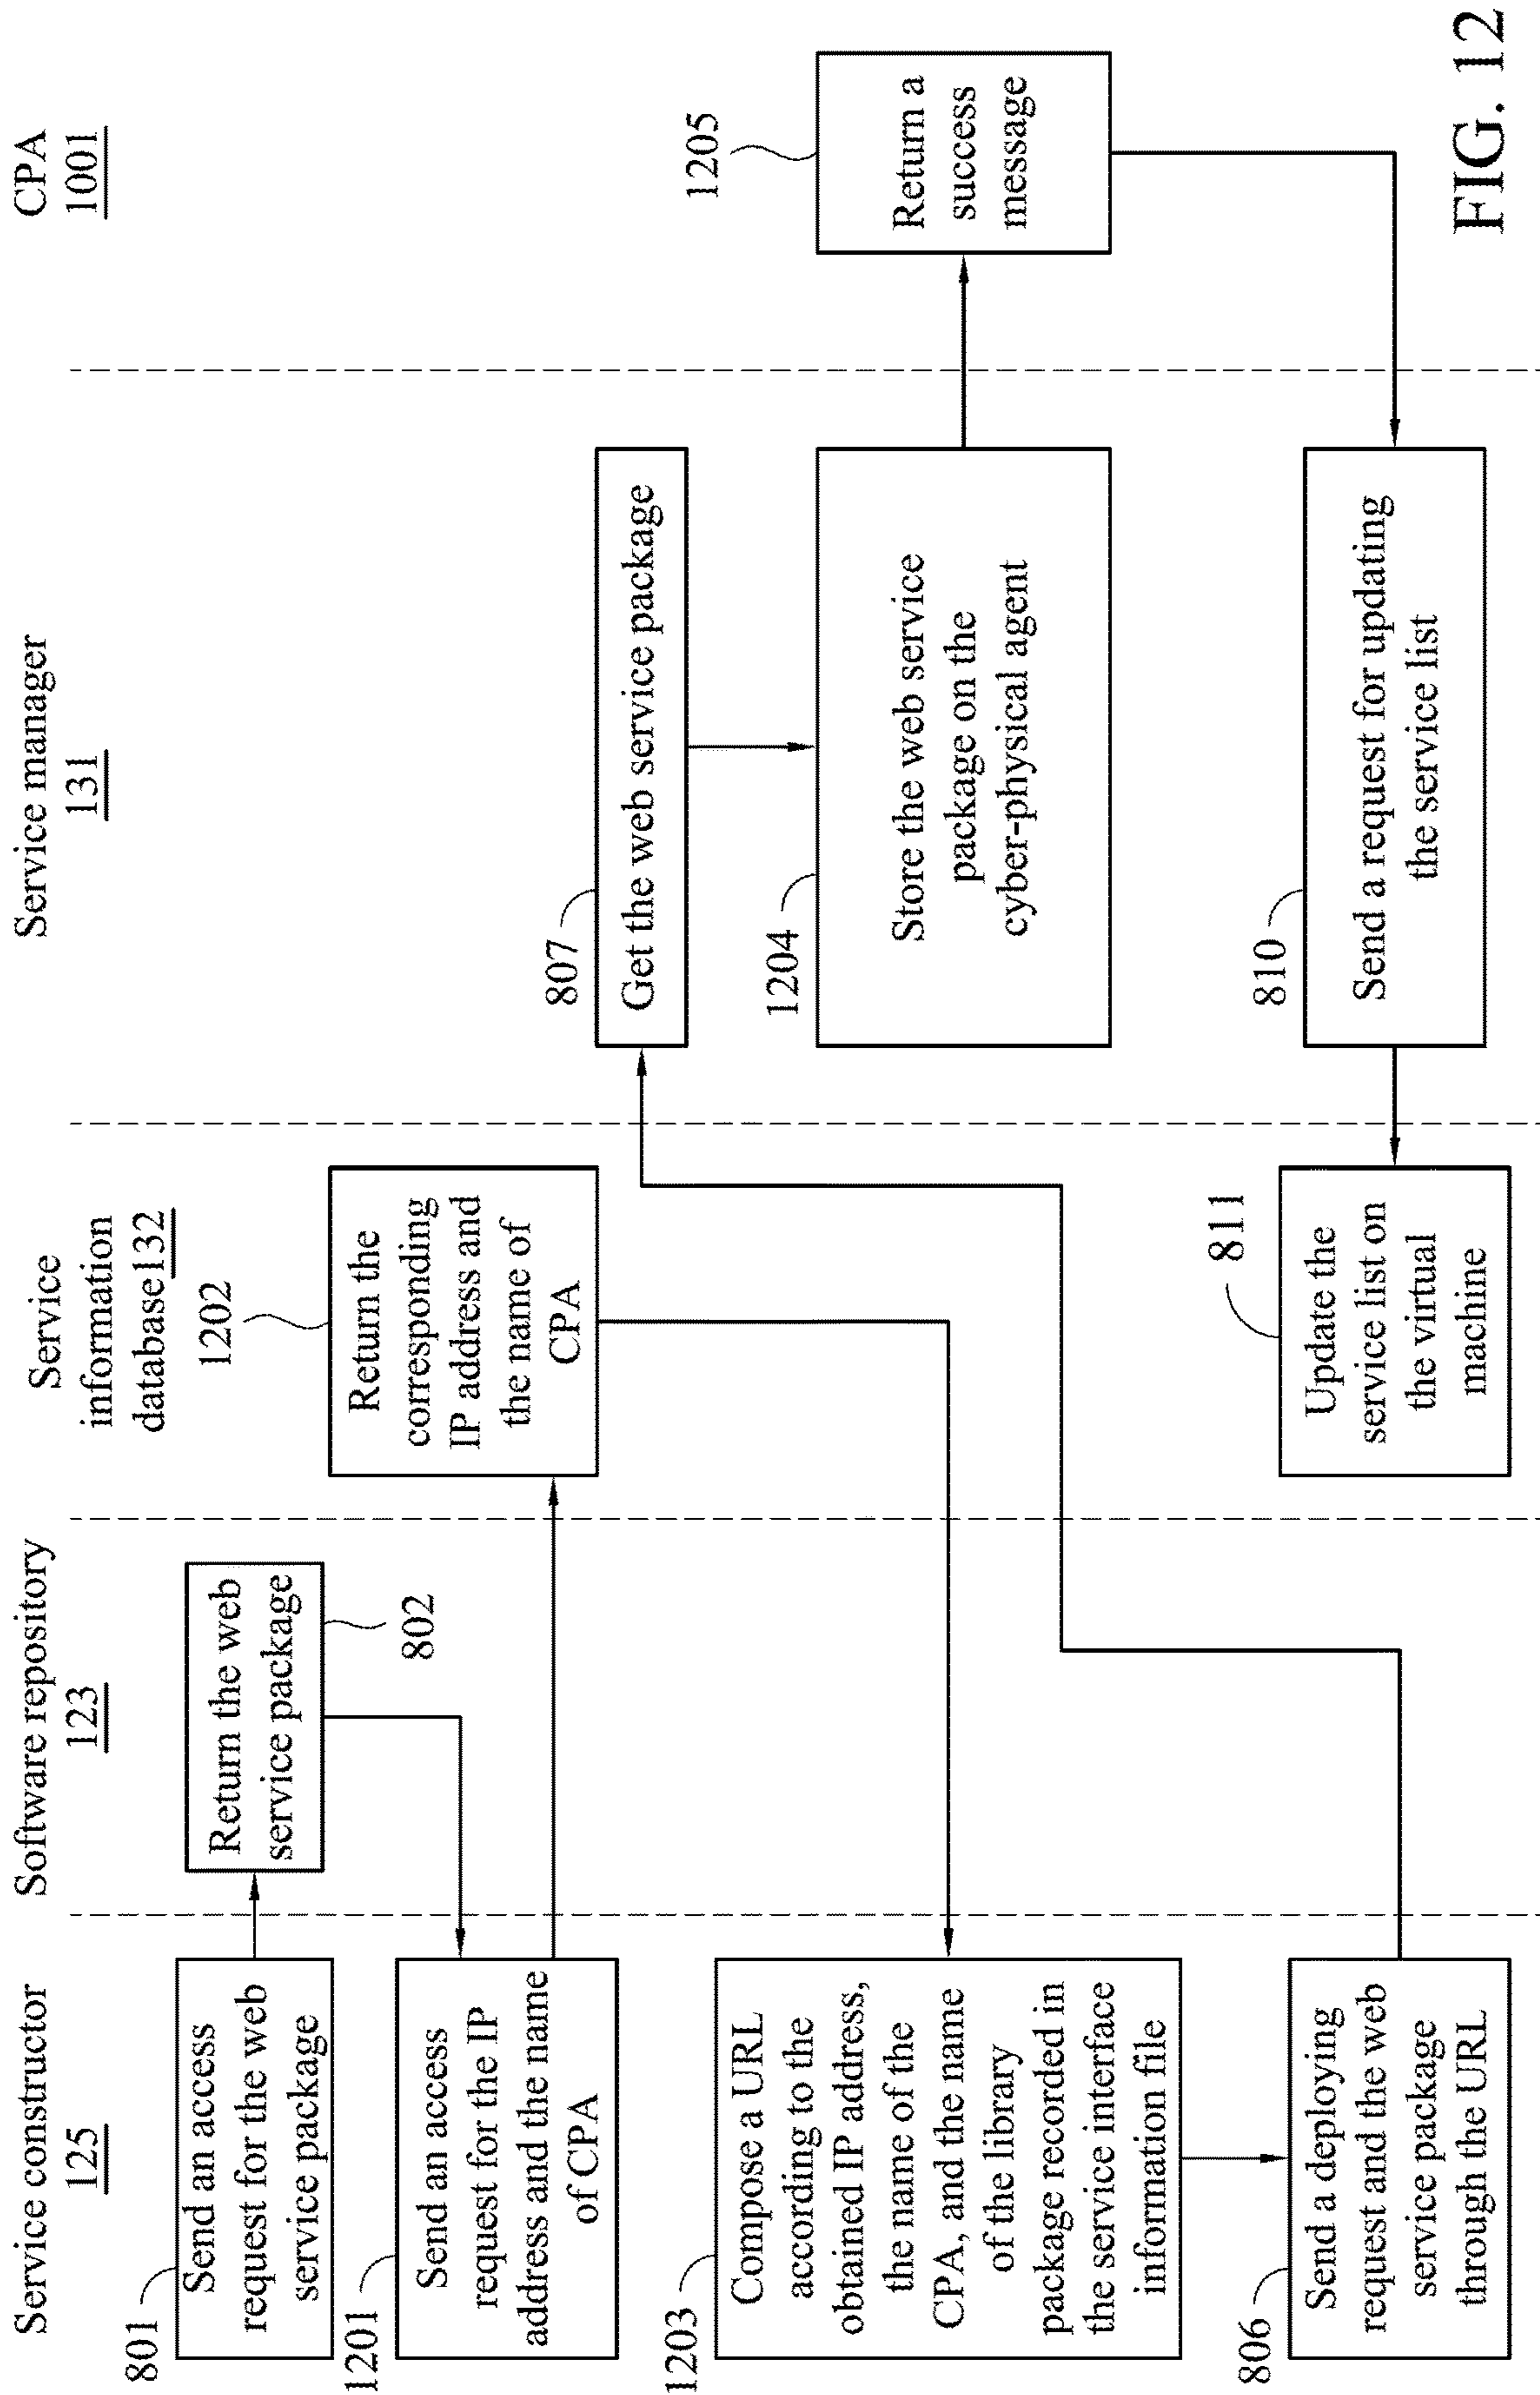 Service constructor
125
Software repository
123
Service
information
database132
Service manager
131
CPA
1001
801
Send an access
request for the web
service package
Return the web
service package
802
1201
Send an access
request for the IP
address and the name
of CPA
1202
Return the
corresponding
IP address and
the name of
CPA
1203
Compose a URL
according to the
obtained IP address,
the name of the
CPA, and the name
of the library
package recorded in
the service interface
information file
806
Send a deploying
request and the web
service package
through the URL
807
Get the web service package
1204
Store the web service
package on the
cyber-physical agent
1205
Return a
success
message
810
Send a request for updating
the service list
811
Update the
service list on
the virtual
machine
FIG. 12